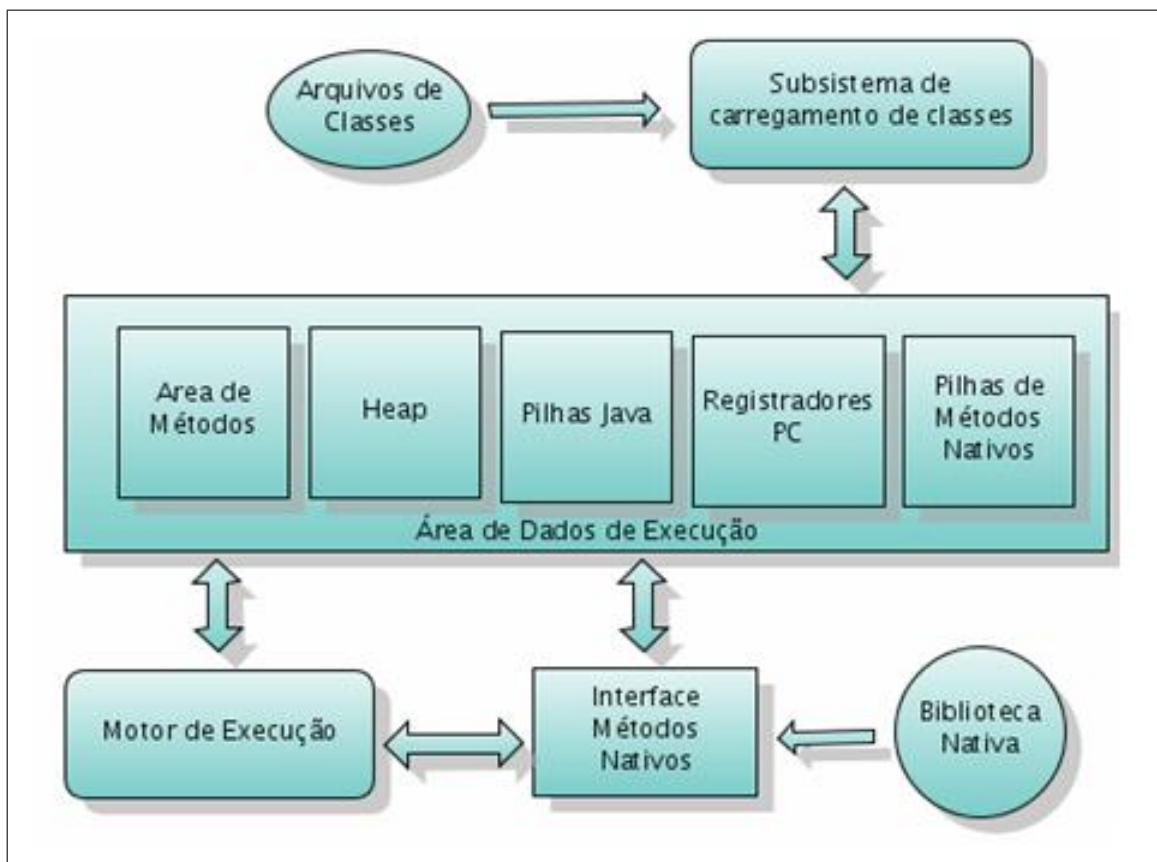 Arquivos de
Classes
Subsistema de
carregamento de classes
Area de
Métodos
Heap
Pilhas Java
Registradores
PC
Pilhas de
Métodos
Nativos
Área de Dados de Execução
Motor de Execução
Interface
Métodos
Nativos
Biblioteca
Nativa